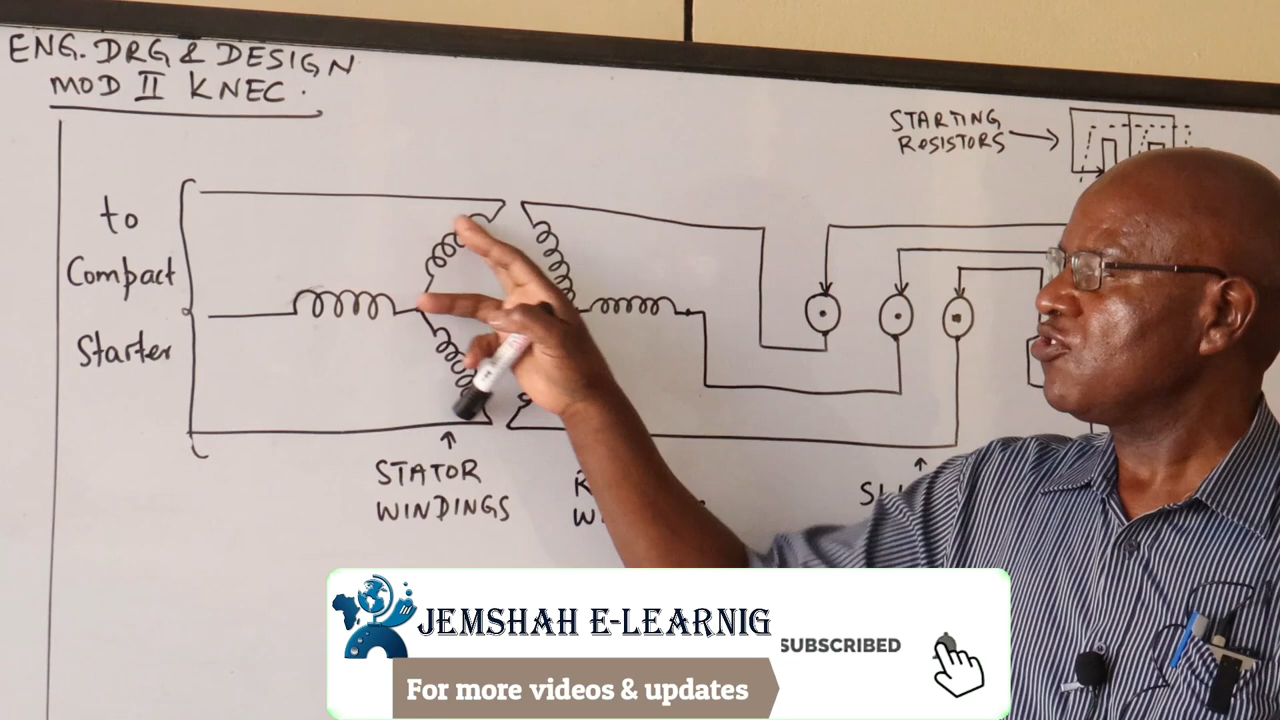 ENG. DRG & DESIGN
MOD II KNEC.
STARTING
RESISTORS
to
Compact
Starter
STATOR
WINDINGS
JEMSHAH E-LEARNIG
SUBSCRIBED
For more videos & updates